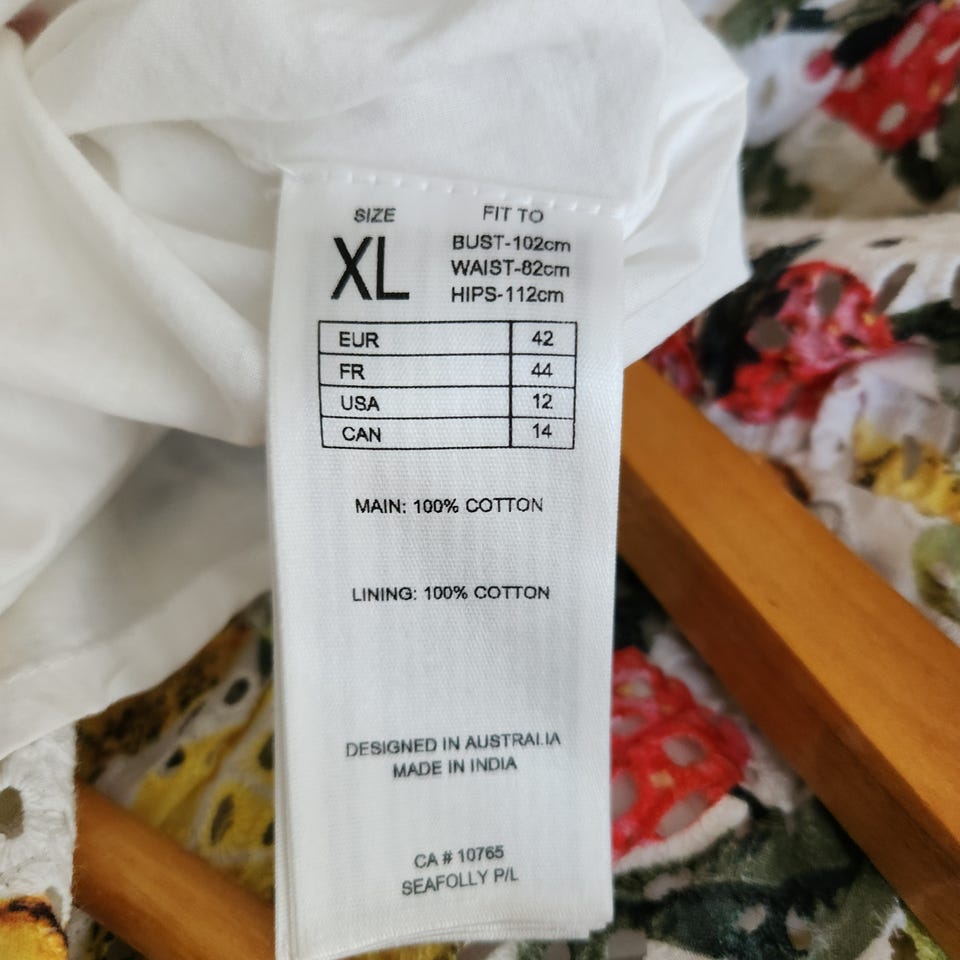 SIZE
XL
FIT TO
BUST-102cm
WAIST-82cm
HIPS-112cm
EUR 42
FR 44
USA 12
CAN 14
MAIN: 100% COTTON
LINING: 100% COTTON
DESIGNED IN AUSTRALIA
MADE IN INDIA
CA # 10765
SEAFOLLY P/L